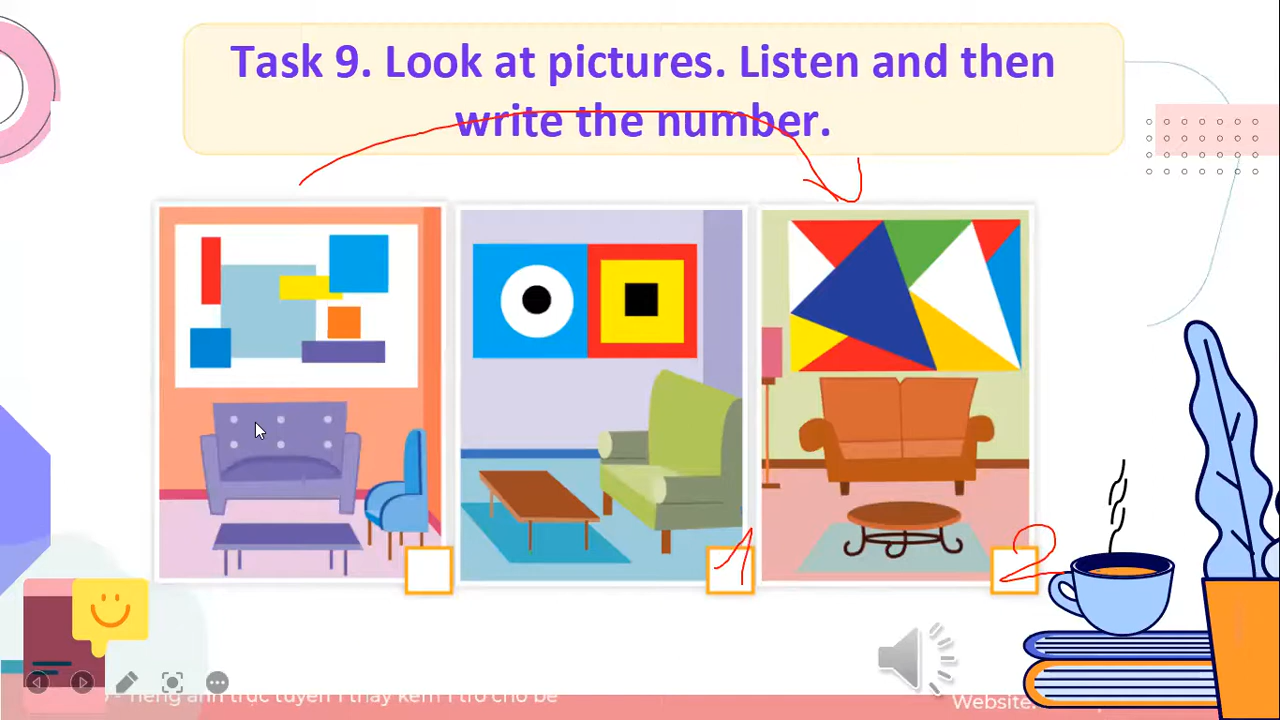 Task 9. Look at pictures. Listen and then
write the number.
1
2
Website: